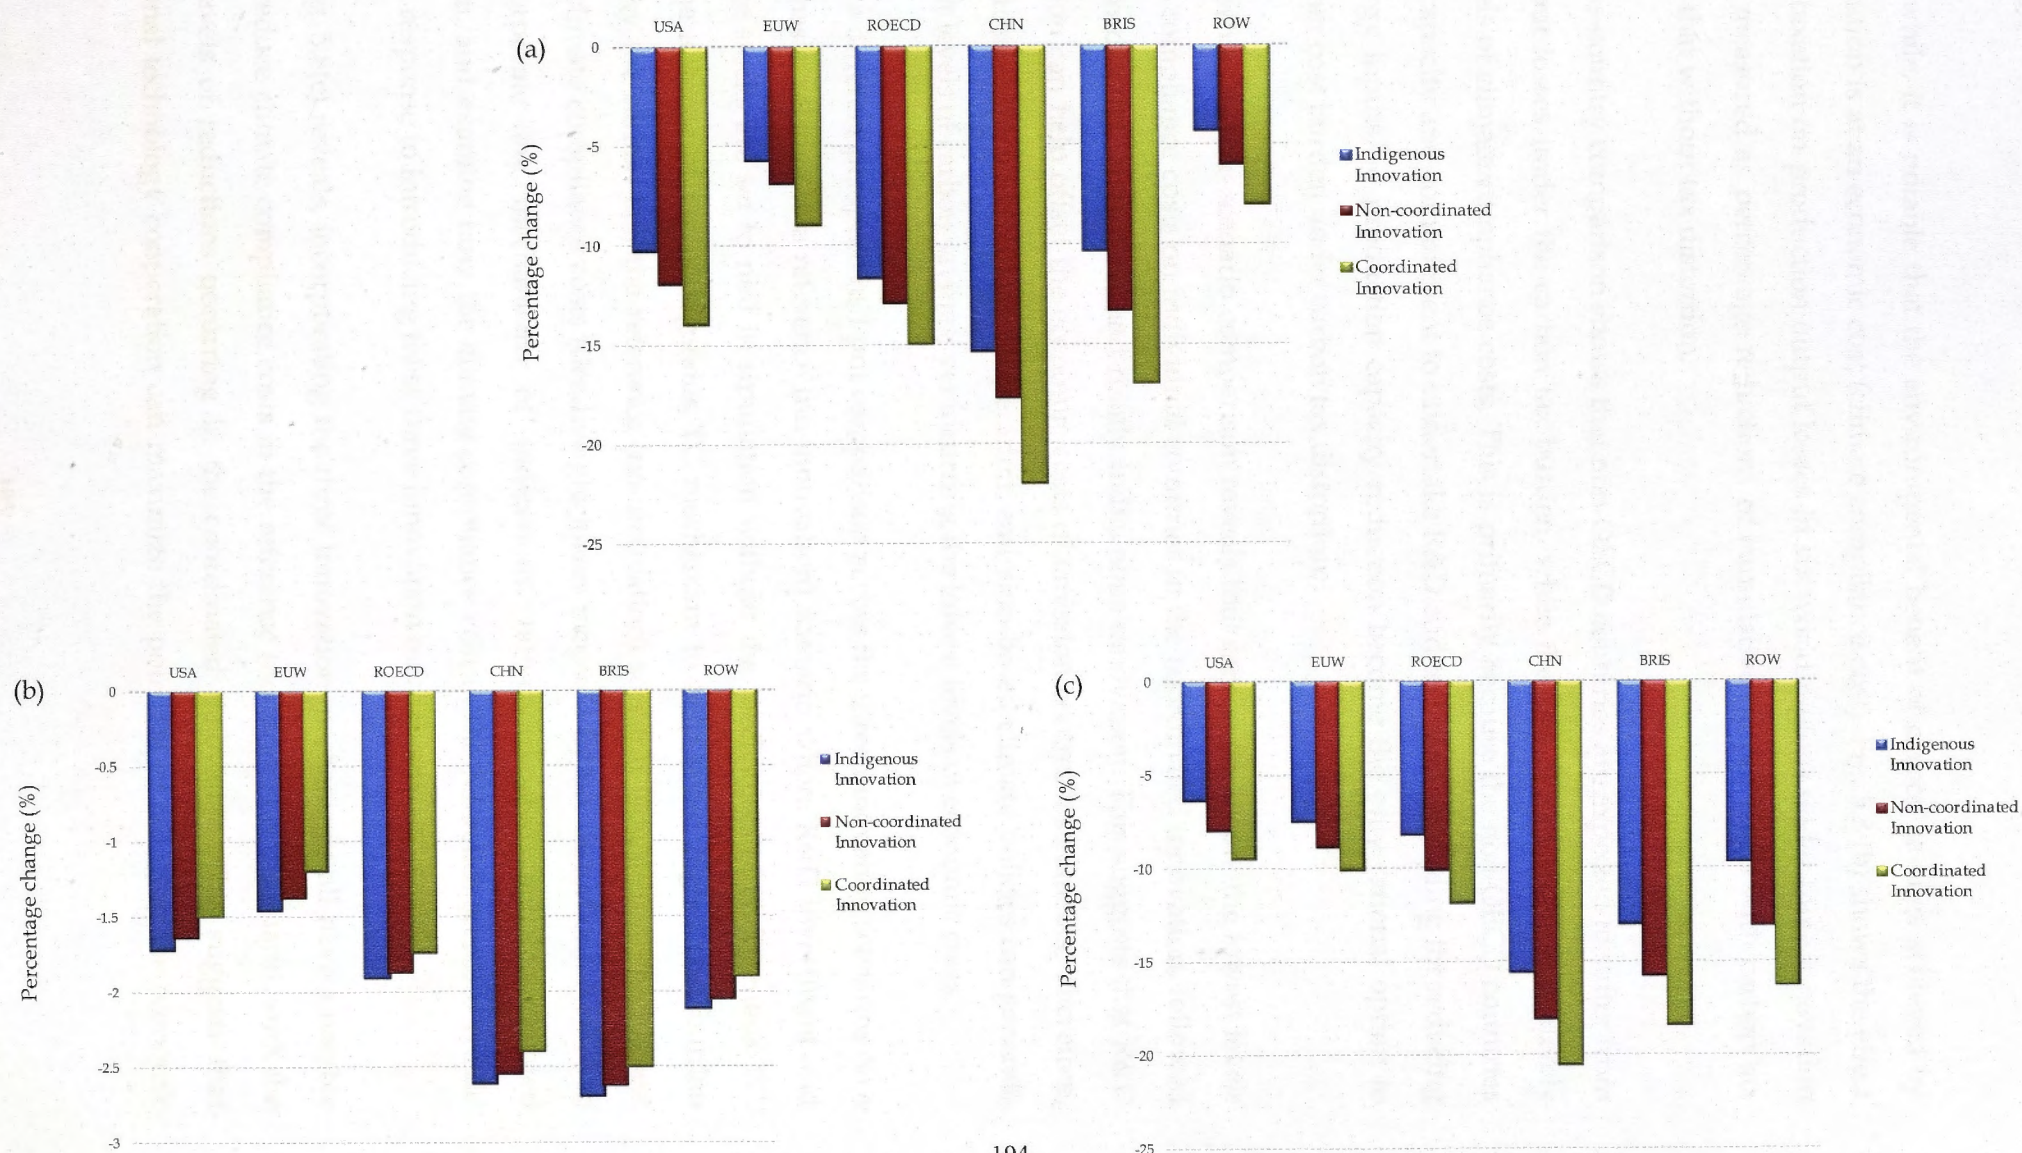 (a)
USA EUW ROECD CHN BRIS ROW
0
-5
-10
-15
-20
-25
Percentage change (%)
Indigenous
Innovation
Non-coordinated
Innovation
Coordinated
Innovation
(b)
USA EUW ROECD CHN BRIS ROW
0
-0.5
-1
-1.5
-2
-2.5
-3
Percentage change (%)
Indigenous
Innovation
Non-coordinated
Innovation
Coordinated
Innovation
(c)
USA EUW ROECD CHN BRIS ROW
0
-5
-10
-15
-20
-25
Percentage change (%)
Indigenous
Innovation
Non-coordinated
Innovation
Coordinated
Innovation